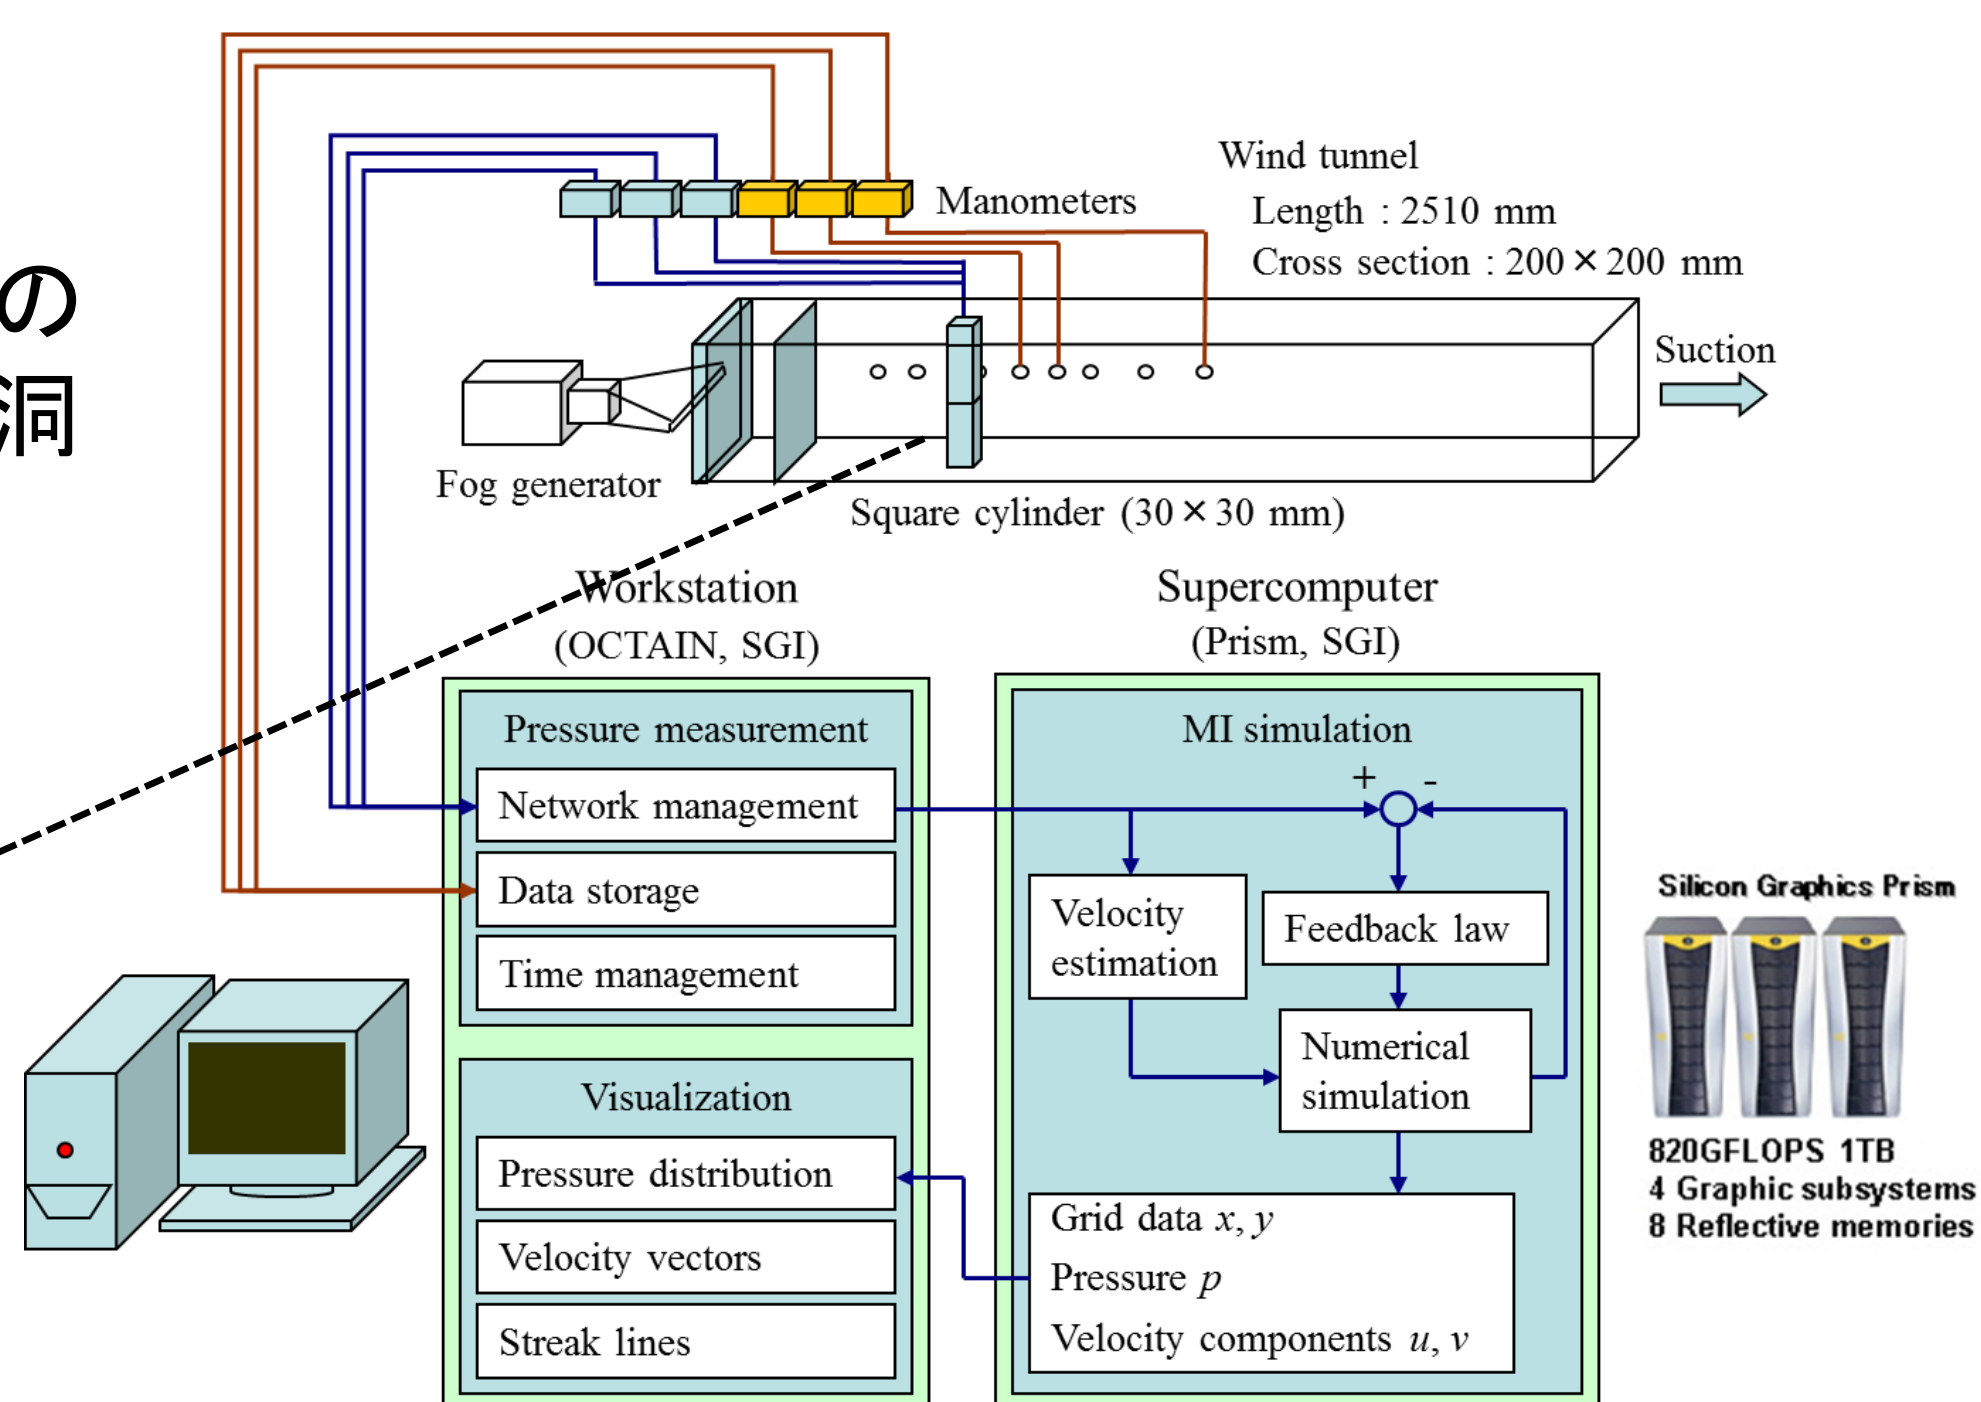 の
洞
Manometers
Wind tunnel
Length : 2510 mm
Cross section : 200×200 mm
Suction
Fog generator
Square cylinder (30×30 mm)
Workstation
(OCTAIN, SGI)
Pressure measurement
Network management
Data storage
Time management
Visualization
Pressure distribution
Velocity vectors
Streak lines
Supercomputer
(Prism, SGI)
MI simulation
+ -
Velocity
estimation
Feedback law
Numerical
simulation
Grid data x, y
Pressure p
Velocity components u, v
Silicon Graphics Prism
820GFLOPS 1TB
4 Graphic subsystems
8 Reflective memories